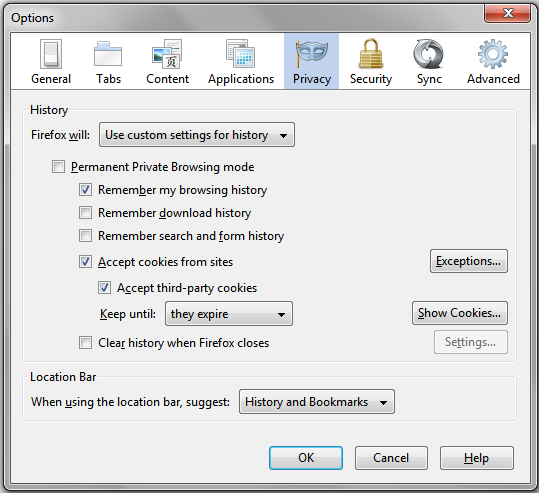 Options
General Tabs Content Applications Privacy Security Sync Advanced
History
Firefox will: Use custom settings for history
Permanent Private Browsing mode
Remember my browsing history
Remember download history
Remember search and form history
Accept cookies from sites Exceptions...
Accept third-party cookies
Keep until: they expire Show Cookies...
Clear history when Firefox closes Settings...
Location Bar
When using the location bar, suggest: History and Bookmarks
OK Cancel Help